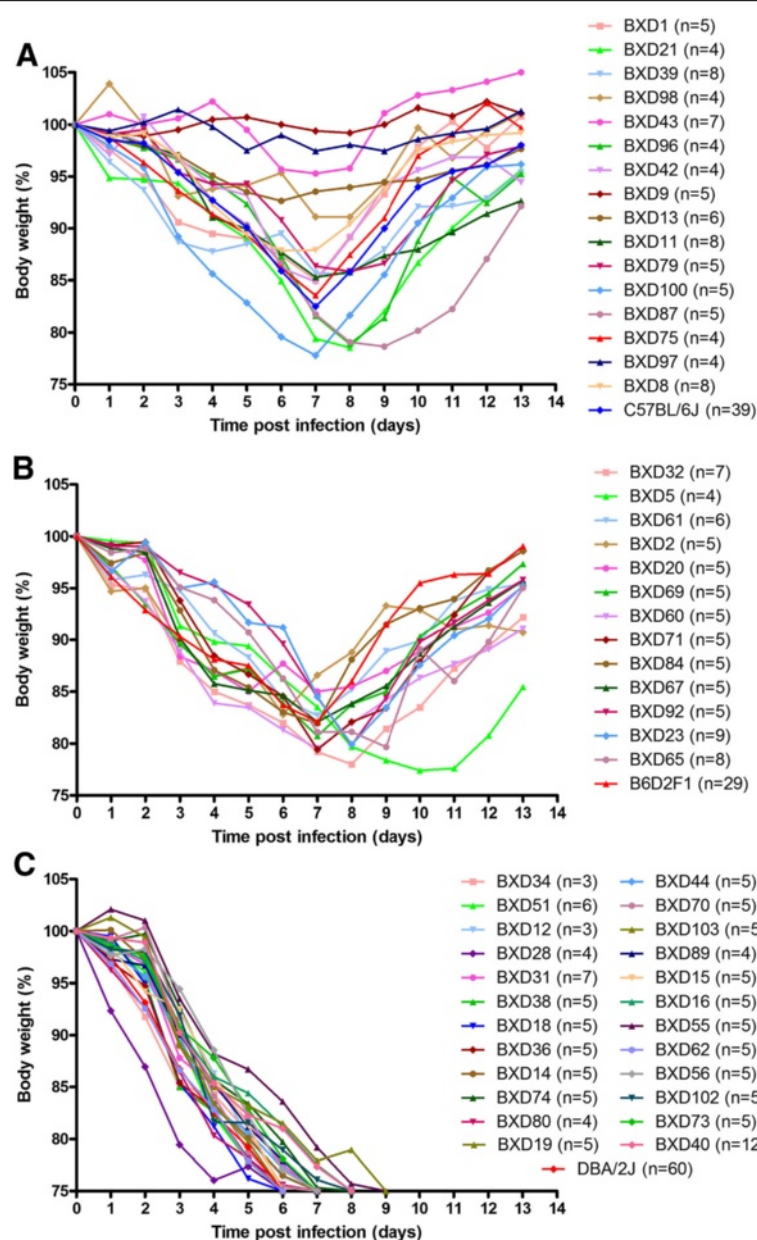 A
Body weight (%)
105
100
95
90
85
80
75
0 1 2 3 4 5 6 7 8 9 10 11 12 13 14
Time post infection (days)
BXD1 (n=5)
BXD21 (n=4)
BXD39 (n=8)
BXD98 (n=4)
BXD43 (n=7)
BXD96 (n=4)
BXD42 (n=4)
BXD9 (n=5)
BXD13 (n=6)
BXD11 (n=8)
BXD79 (n=5)
BXD100 (n=5)
BXD87 (n=5)
BXD75 (n=4)
BXD97 (n=4)
BXD8 (n=8)
C57BL/6J (n=39)
B
Body weight (%)
105
100
95
90
85
80
75
0 1 2 3 4 5 6 7 8 9 10 11 12 13 14
Time post infection (days)
BXD32 (n=7)
BXD5 (n=4)
BXD61 (n=6)
BXD2 (n=5)
BXD20 (n=5)
BXD69 (n=5)
BXD60 (n=5)
BXD71 (n=5)
BXD84 (n=5)
BXD67 (n=5)
BXD92 (n=5)
BXD23 (n=9)
BXD65 (n=8)
B6D2F1 (n=29)
C
Body weight (%)
105
100
95
90
85
80
75
0 1 2 3 4 5 6 7 8 9 10 11 12 13 14
Time post infection (days)
BXD34 (n=3) BXD44 (n=5)
BXD51 (n=6) BXD70 (n=5)
BXD12 (n=3) BXD103 (n=5
BXD28 (n=4) BXD89 (n=4)
BXD31 (n=7) BXD15 (n=5)
BXD38 (n=5) BXD16 (n=5)
BXD18 (n=5) BXD55 (n=5)
BXD36 (n=5) BXD62 (n=5)
BXD14 (n=5) BXD56 (n=5)
BXD74 (n=5) BXD102 (n=5
BXD80 (n=4) BXD73 (n=5)
BXD19 (n=5) BXD40 (n=12
DBA/2J (n=60)